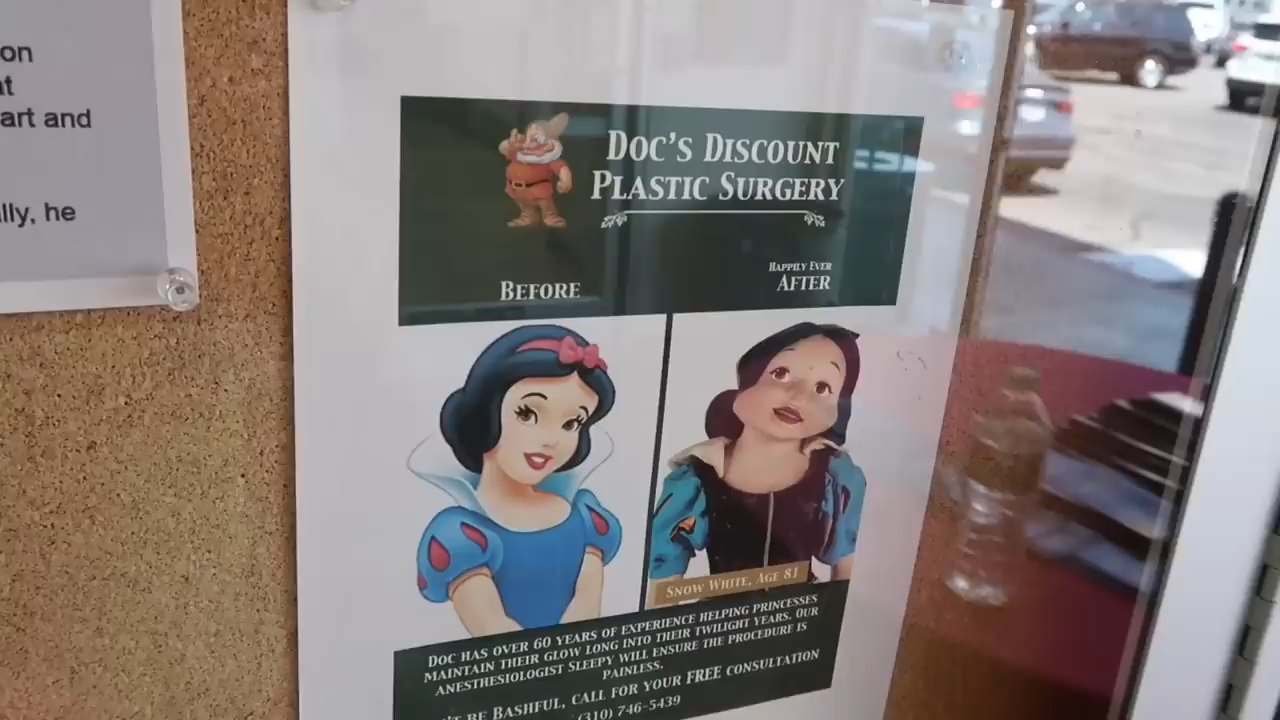 on
t
art and
lly, he
DOC'S DISCOUNT
PLASTIC SURGERY
BEFORE
HAPPILY EVER
AFTER
SNOW WHITE, AGE 81
DOC HAS OVER 60 YEARS OF EXPERIENCE HELPING PRINCESSES
MAINTAIN THEIR GLOW LONG INTO THEIR TWILIGHT YEARS. OUR
ANESTHESIOLOGIST SLEEPY WILL ENSURE THE PROCEDURE IS
PAINLESS.
'T BE BASHFUL, CALL FOR YOUR FREE CONSULTATION
(310) 746-5439